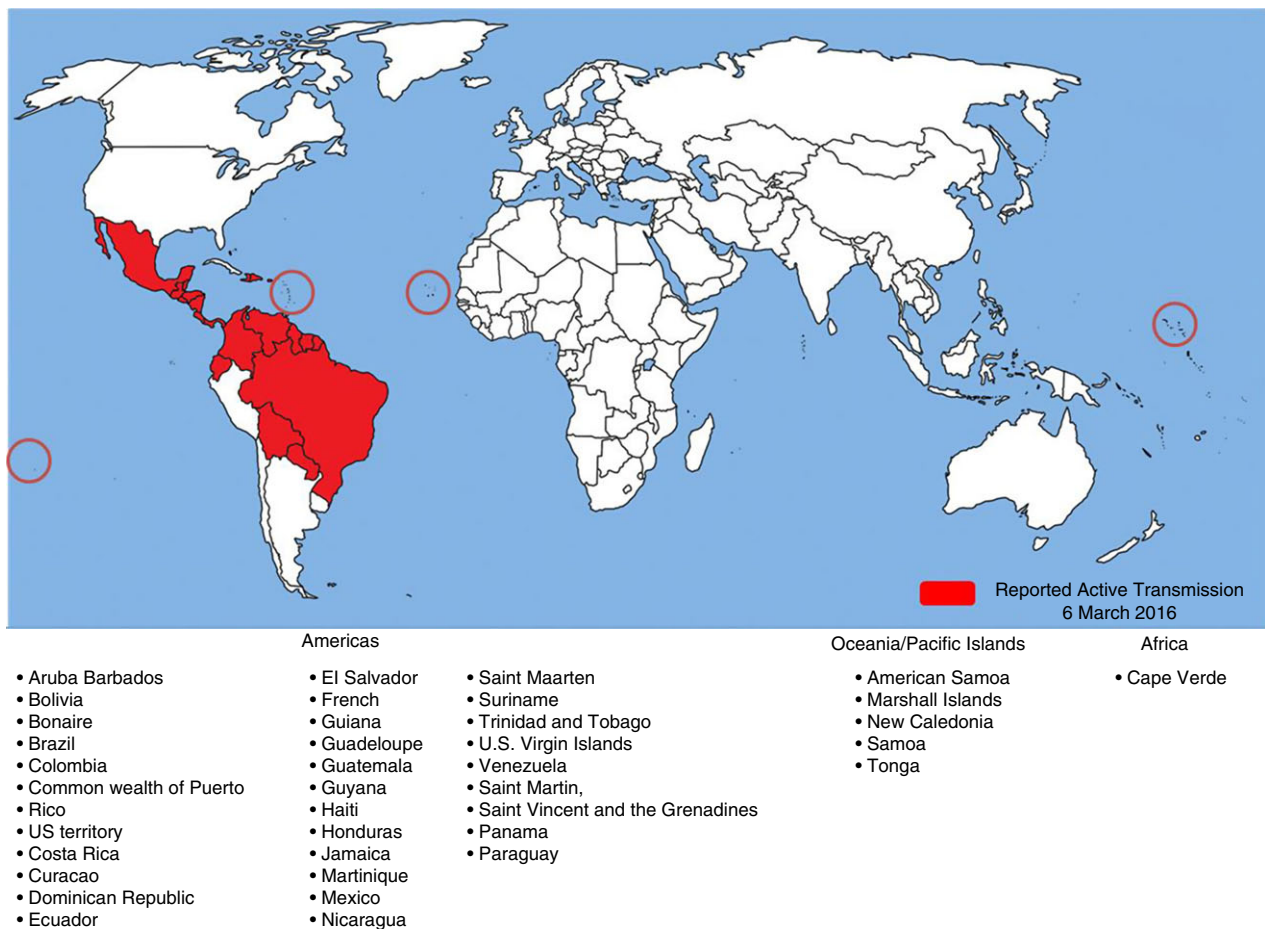 Reported Active Transmission
6 March 2016
Americas
• Aruba Barbados
• Bolivia
• Bonaire
• Brazil
• Colombia
• Common wealth of Puerto
• Rico
• US territory
• Costa Rica
• Curacao
• Dominican Republic
• Ecuador
• El Salvador
• French
• Guiana
• Guadeloupe
• Guatemala
• Guyana
• Haiti
• Honduras
• Jamaica
• Martinique
• Mexico
• Nicaragua
• Saint Maarten
• Suriname
• Trinidad and Tobago
• U.S. Virgin Islands
• Venezuela
• Saint Martin,
• Saint Vincent and the Grenadines
• Panama
• Paraguay
Oceania/Pacific Islands
• American Samoa
• Marshall Islands
• New Caledonia
• Samoa
• Tonga
Africa
• Cape Verde